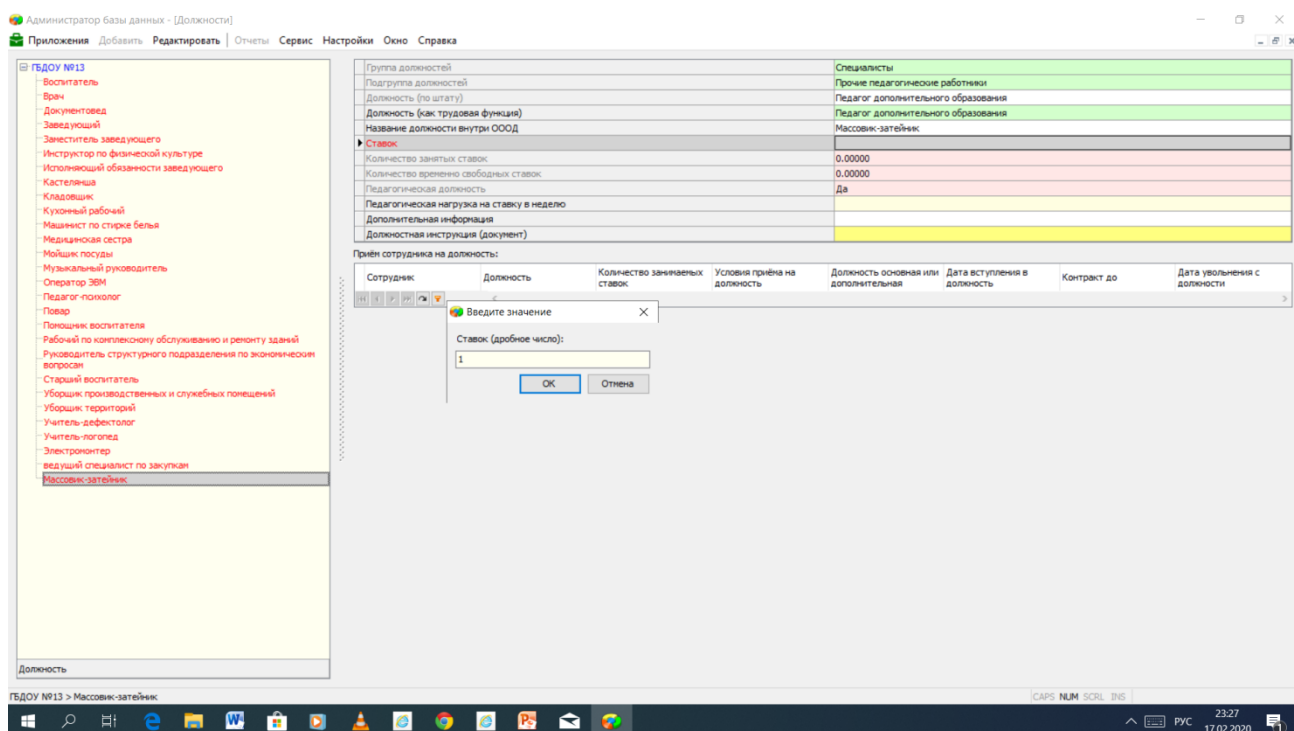 Администратор базы данных - [Должности]
Приложения Добавить Редактировать Отчеты Сервис Настройки Окно Справка
ГБДОУ №13
Воспитатель
Врач
Документовед
Заведующий
Заместитель заведующего
Инструктор по физической культуре
Исполняющий обязанности заведующего
Кастелянша
Кладовщик
Кухонный рабочий
Машинист по стирке белья
Медицинская сестра
Мойщик посуды
Музыкальный руководитель
Оператор ЭВМ
Педагог-психолог
Повар
Помощник воспитателя
Рабочий по комплексному обслуживанию и ремонту зданий
Руководитель структурного подразделения по экономическим
вопросам
Старший воспитатель
Уборщик производственных и служебных помещений
Уборщик территорий
Учитель-дефектолог
Учитель-логопед
Электромонтер
ведущий специалист по закупкам
Массовик-затейник
Должность
Группа должностей Специалисты
Подгруппа должностей Прочие педагогические работники
Должность (по штату) Педагог дополнительного образования
Должность (как трудовая функция) Педагог дополнительного образования
Название должности внутри ОООД Массовик-затейник
Ставок
Количество занятых ставок 0.00000
Количество временно свободных ставок 0.00000
Педагогическая должность Да
Педагогическая нагрузка на ставку в неделю
Дополнительная информация
Должностная инструкция (документ)
Приём сотрудника на должность:
Сотрудник Должность Количество занимаемых ставок Условия приёма на должность Должность основная или дополнительная Дата вступления в должность Контракт до Дата увольнения с должности
Введите значение
Ставок (дробное число):
1
ОК Отмена
ГБДОУ №13 > Массовик-затейник
CAPS NUM SCRL INS
РУС 23:27
17.02.2020